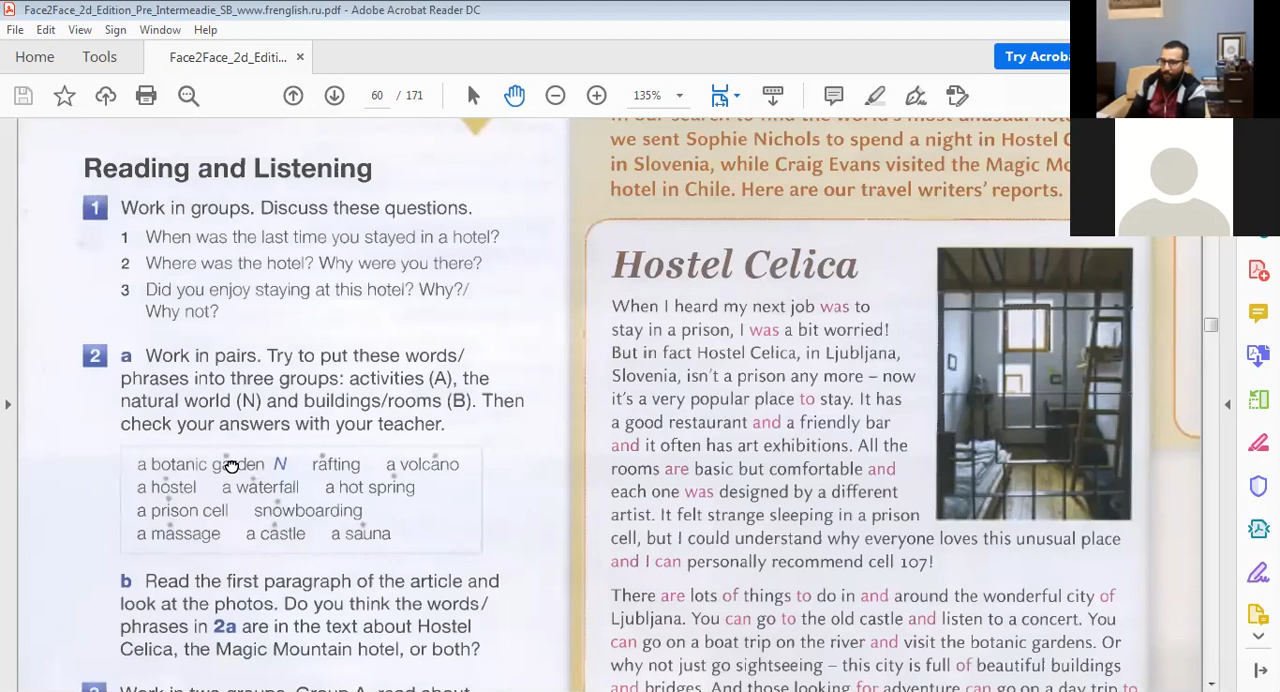 Face2Face_2d_Edition_Pre_Intermeadie_SB_www.frenglish.ru.pdf - Adobe Acrobat Reader DC
File Edit View Sign Window Help
Home Tools Face2Face_2d_Editi... × Try Acroba
60 / 171 135%
Reading and Listening
1 Work in groups. Discuss these questions.
1 When was the last time you stayed in a hotel?
2 Where was the hotel? Why were you there?
3 Did you enjoy staying at this hotel? Why?/
Why not?
2 a Work in pairs. Try to put these words/
phrases into three groups: activities (A), the
natural world (N) and buildings/rooms (B). Then
check your answers with your teacher.
a botanic garden N rafting a volcano
a hostel a waterfall a hot spring
a prison cell snowboarding
a massage a castle a sauna
b Read the first paragraph of the article and
look at the photos. Do you think the words/
phrases in 2a are in the text about Hostel
Celica, the Magic Mountain hotel, or both?
we sent Sophie Nichols to spend a night in Hostel C
in Slovenia, while Craig Evans visited the Magic Mo
hotel in Chile. Here are our travel writers' reports.
Hostel Celica
When I heard my next job was to
stay in a prison, I was a bit worried!
But in fact Hostel Celica, in Ljubljana,
Slovenia, isn't a prison any more – now
it's a very popular place to stay. It has
a good restaurant and a friendly bar
and it often has art exhibitions. All the
rooms are basic but comfortable and
each one was designed by a different
artist. It felt strange sleeping in a prison
cell, but I could understand why everyone loves this unusual place
and I can personally recommend cell 107!
There are lots of things to do in and around the wonderful city of
Ljubljana. You can go to the old castle and listen to a concert. You
can go on a boat trip on the river and visit the botanic gardens. Or
why not just go sightseeing – this city is full of beautiful buildings
and bridges. And those looking for adventure can go on a day trip to